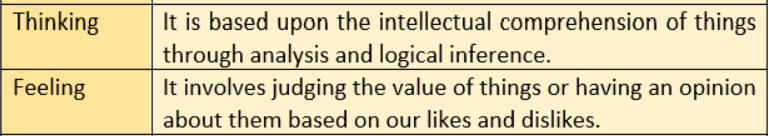 Thinking
It is based upon the intellectual comprehension of things
through analysis and logical inference.
Feeling
It involves judging the value of things or having an opinion
about them based on our likes and dislikes.